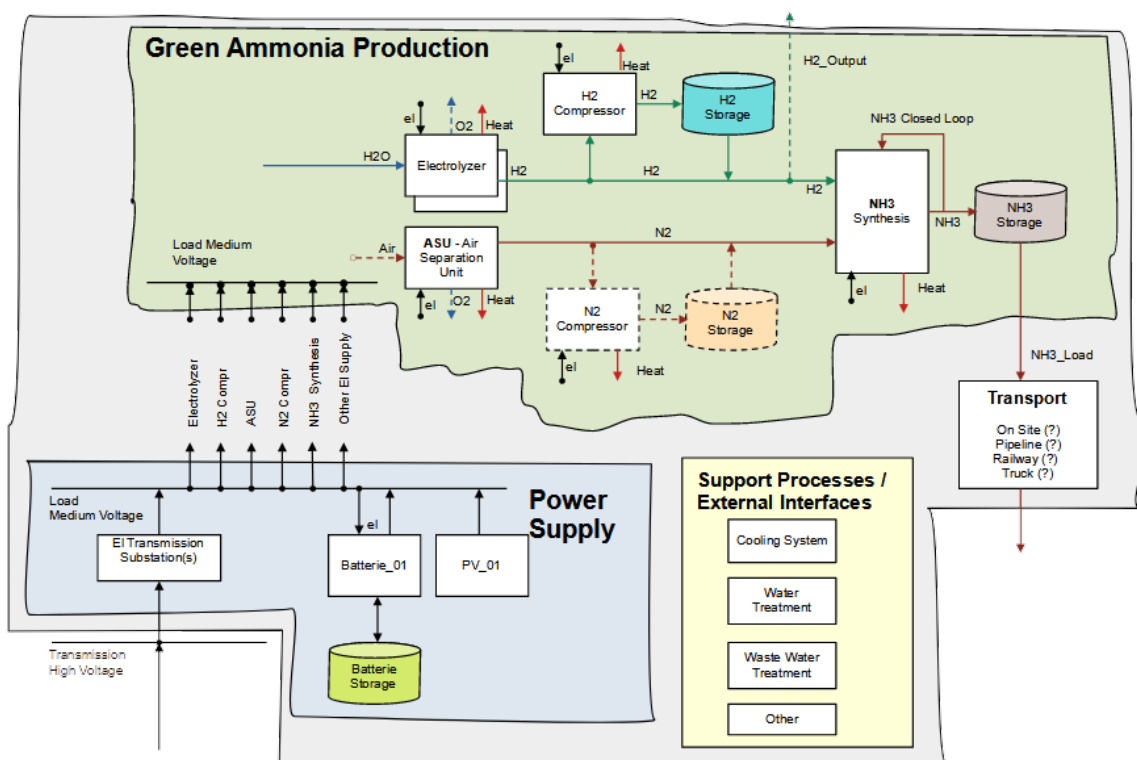 Green Ammonia Production
el
Heat
H2
Compressor
H2
H2
Storage
H2_Output
el
O2
Heat
H2O
Electrolyzer
H2
H2
H2
NH3 Closed Loop
NH3
Synthesis
NH3
NH3
Storage
Load Medium
Voltage
Air
ASU - Air
Separation
Unit
N2
el
O2
Heat
N2
Compressor
N2
N2
Storage
el
Heat
el
Heat
NH3_Load
Electrolyzer
H2 Compr
ASU
N2 Compr
NH3 Synthesis
Other El Supply
Transport
On Site (?)
Pipeline (?)
Railway (?)
Truck (?)
Load
Medium Voltage
Power
Supply
El Transmission
Substation(s)
el
Batterie_01
PV_01
Batterie
Storage
Transmission
High Voltage
Support Processes /
External Interfaces
Cooling System
Water
Treatment
Waste Water
Treatment
Other